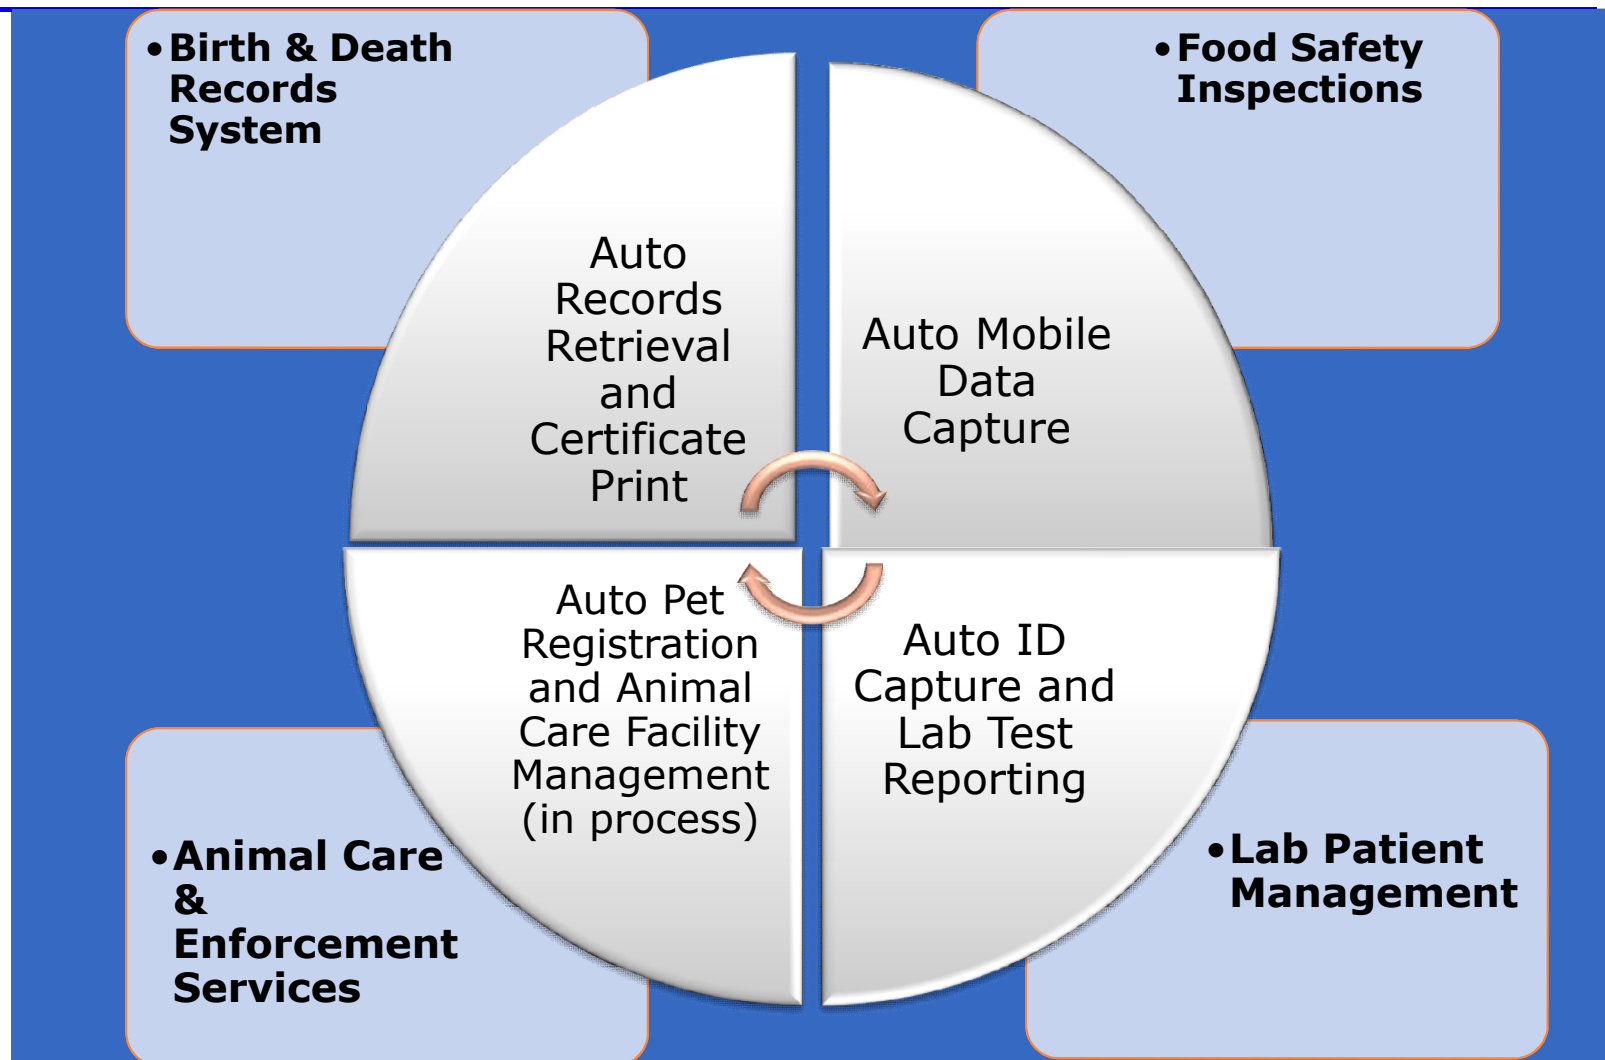 •Birth & Death
Records
System
•Food Safety
Inspections
Auto
Records
Retrieval
and
Certificate
Print
Auto Mobile
Data
Capture
Auto Pet
Registration
and Animal
Care Facility
Management
(in process)
Auto ID
Capture and
Lab Test
Reporting
•Animal Care
&
Enforcement
Services
•Lab Patient
Management